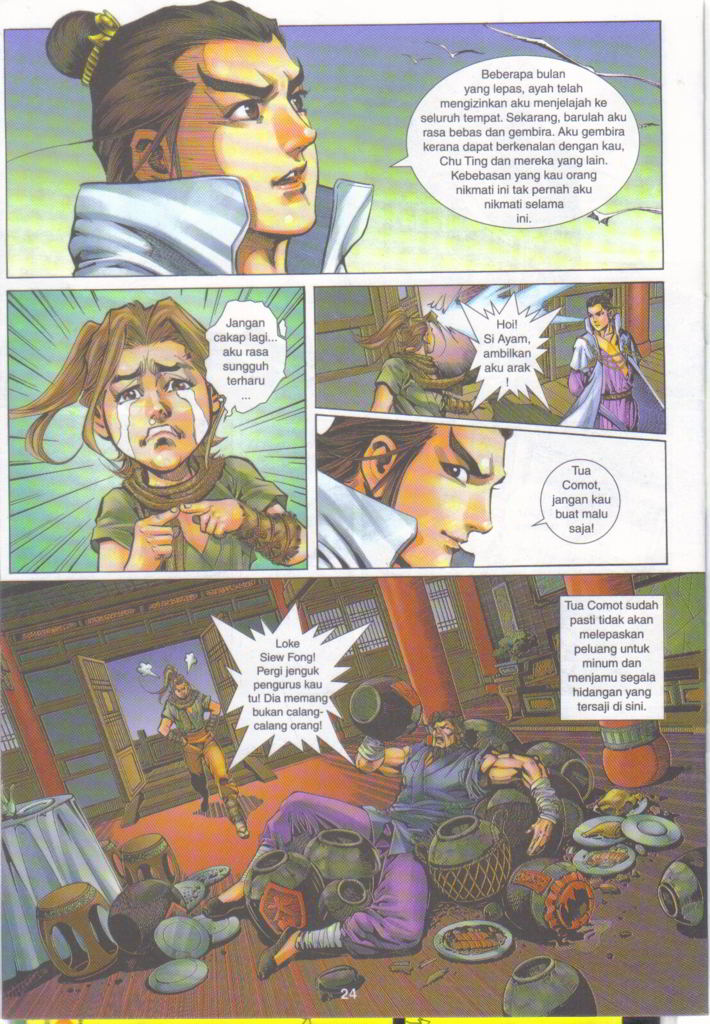 Beberapa bulan
yang lepas, ayah telah
mengizinkan aku menjelajah ke
seluruh tempat. Sekarang, barulah aku
rasa bebas dan gembira. Aku gembira
kerana dapat berkenalan dengan kau,
Chu Ting dan mereka yang lain.
Kebebasan yang kau orang
nikmati ini tak pernah aku
nikmati selama
ini.
Jangan
cakap lagi...
aku rasa
sungguh
terharu
...
Hoi!
Si Ayam,
ambilkan
aku arak
!
Tua
Comot,
jangan kau
buat malu
saja!
Loke
Siew Fong!
Pergi jenguk
pengurus kau
tu! Dia memang
bukan calang-
calang orang!
Tua Comot sudah
pasti tidak akan
melepaskan
peluang untuk
minum dan
menjamu segala
hidangan yang
tersaji di sini.
24